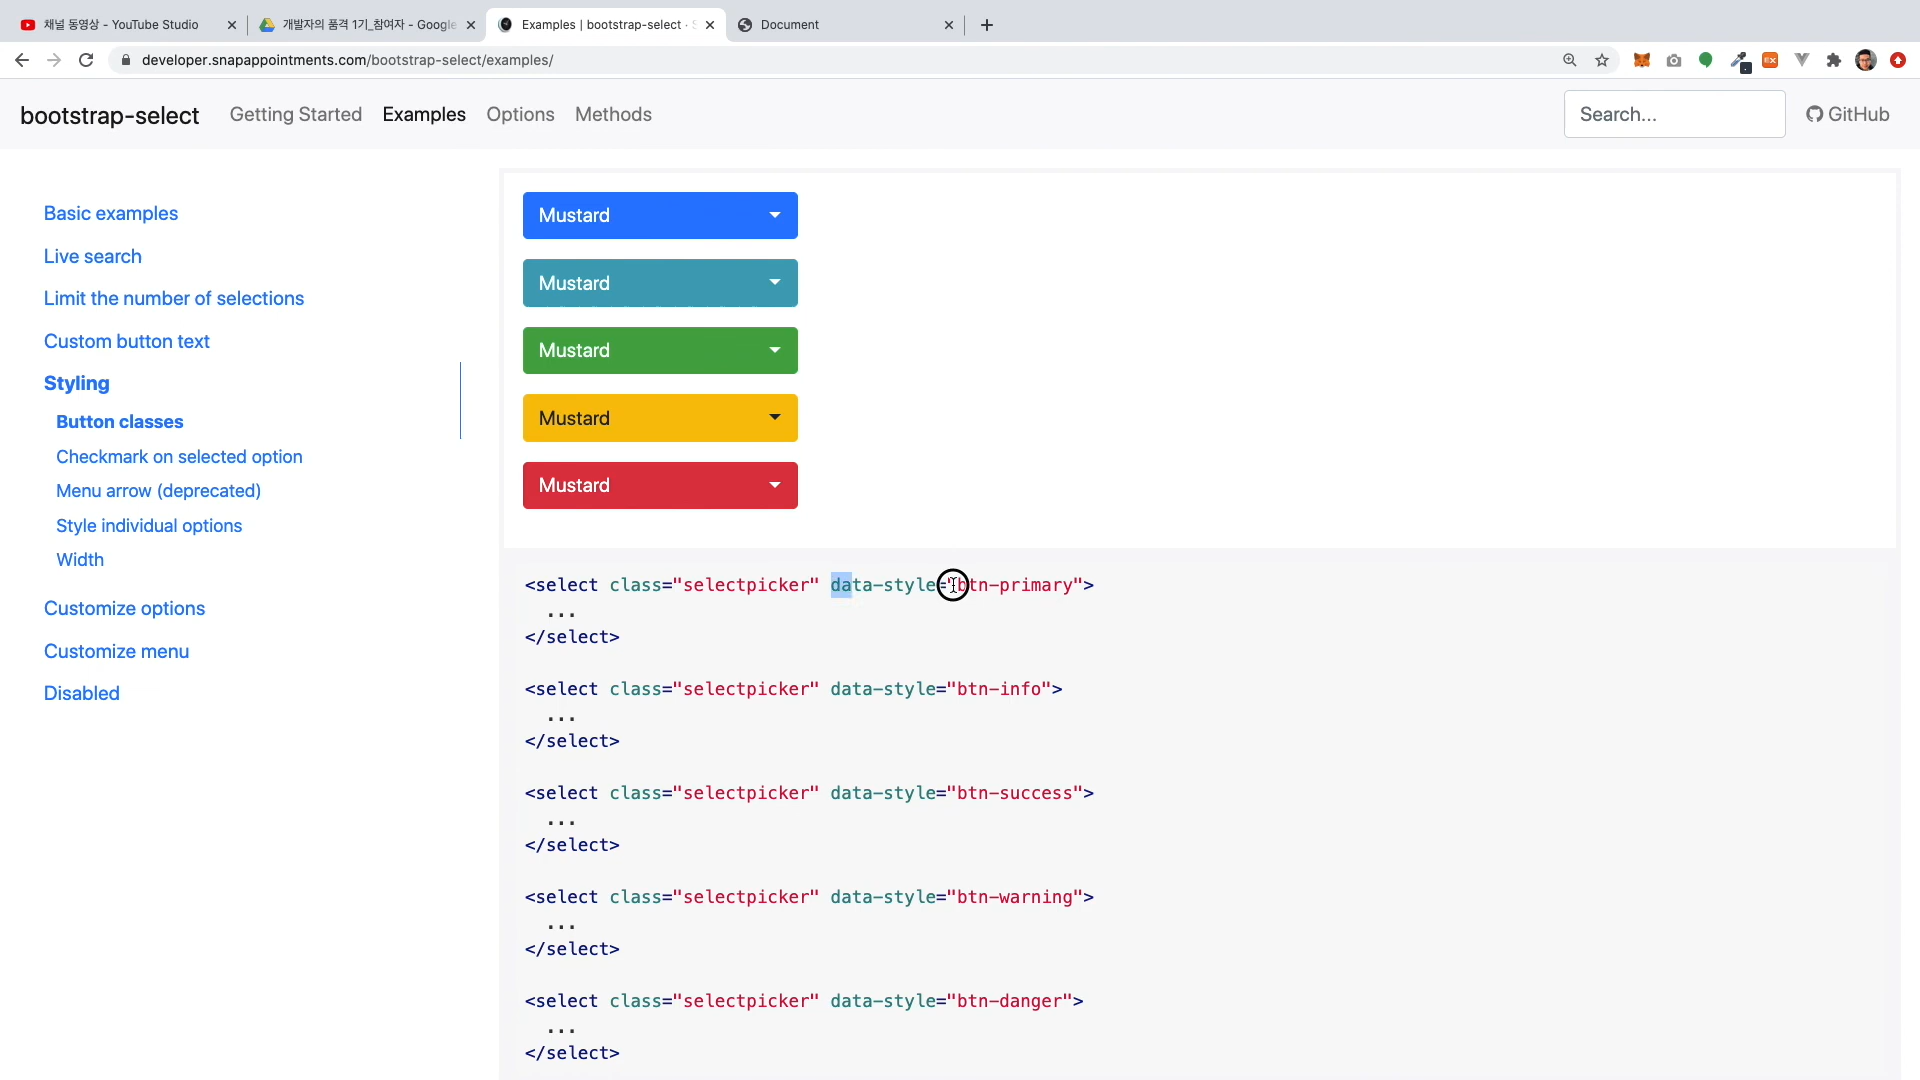 채널 동영상 - YouTube Studio
개발자의 품격 1기_참여자 - Google
Examples | bootstrap-select · S
Document
developer.snapappointments.com/bootstrap-select/examples/
EX
bootstrap-select
Getting Started
Examples
Options
Methods
Search...
GitHub
Basic examples
Live search
Limit the number of selections
Custom button text
Styling
Button classes
Checkmark on selected option
Menu arrow (deprecated)
Style individual options
Width
Customize options
Customize menu
Disabled
Mustard
Mustard
Mustard
Mustard
Mustard
<select class="selectpicker" data-style="btn-primary">
...
</select>
<select class="selectpicker" data-style="btn-info">
...
</select>
<select class="selectpicker" data-style="btn-success">
...
</select>
<select class="selectpicker" data-style="btn-warning">
...
</select>
<select class="selectpicker" data-style="btn-danger">
...
</select>